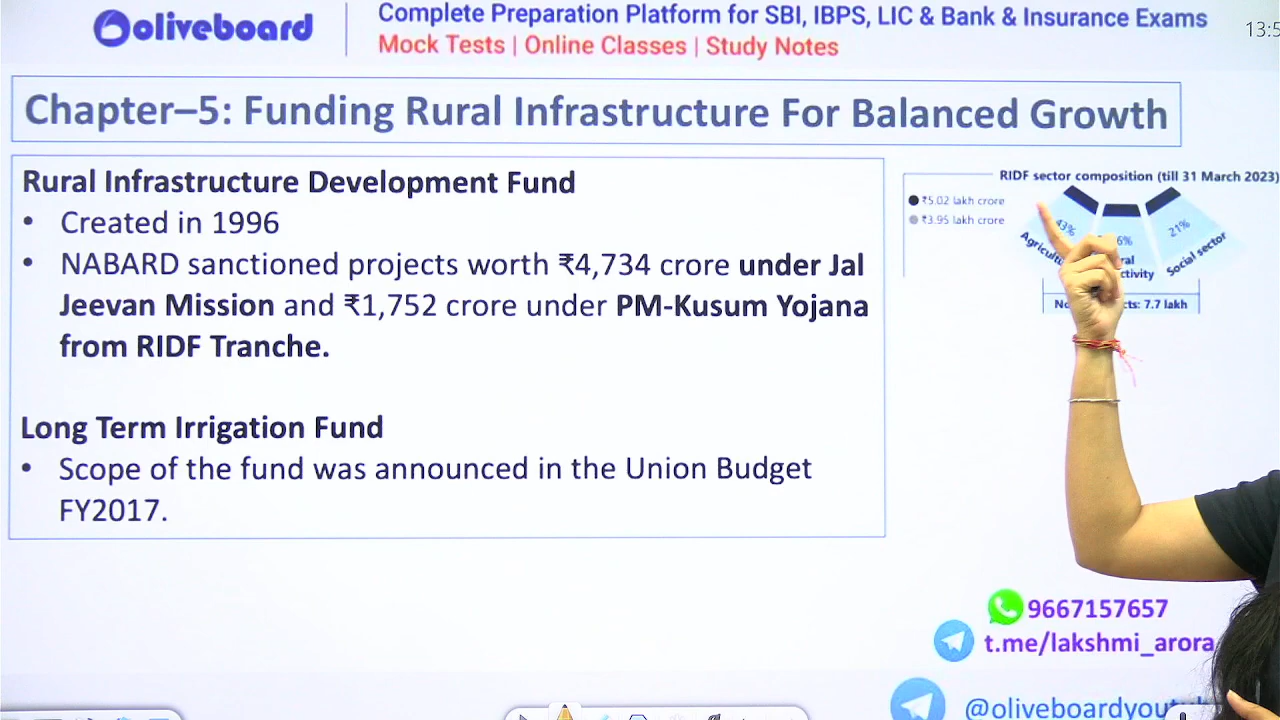 oliveboard
Complete Preparation Platform for SBI, IBPS, LIC & Bank & Insurance Exams
Mock Tests | Online Classes | Study Notes
Chapter–5: Funding Rural Infrastructure For Balanced Growth
Rural Infrastructure Development Fund
• Created in 1996
• NABARD sanctioned projects worth ₹4,734 crore under Jal
Jeevan Mission and ₹1,752 crore under PM-Kusum Yojana
from RIDF Tranche.
Long Term Irrigation Fund
• Scope of the fund was announced in the Union Budget
FY2017.
RIDF sector composition (till 31 March 2023)
₹5.02 lakh crore
₹3.95 lakh crore
43%
21%
Social sector
7.7 lakh
9667157657
t.me/lakshmi_arora